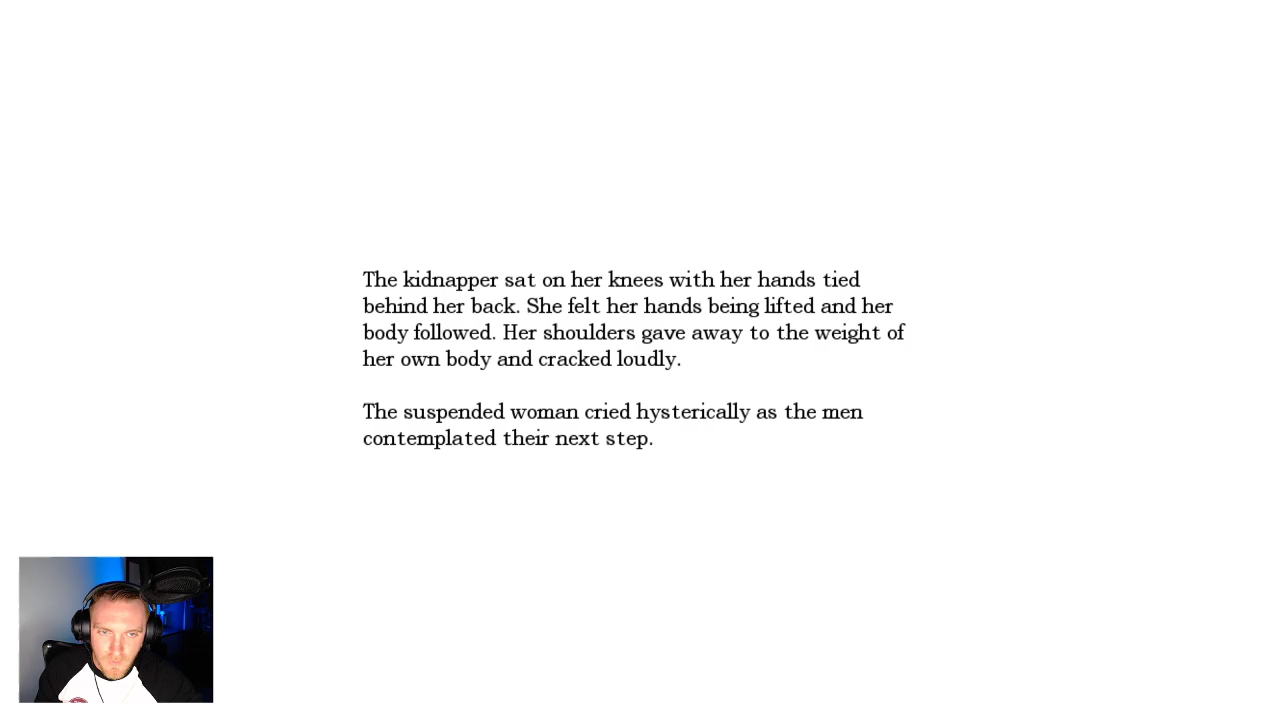 The kidnapper sat on her knees with her hands tied
behind her back. She felt her hands being lifted and her
body followed. Her shoulders gave away to the weight of
her own body and cracked loudly.
The suspended woman cried hysterically as the men
contemplated their next step.